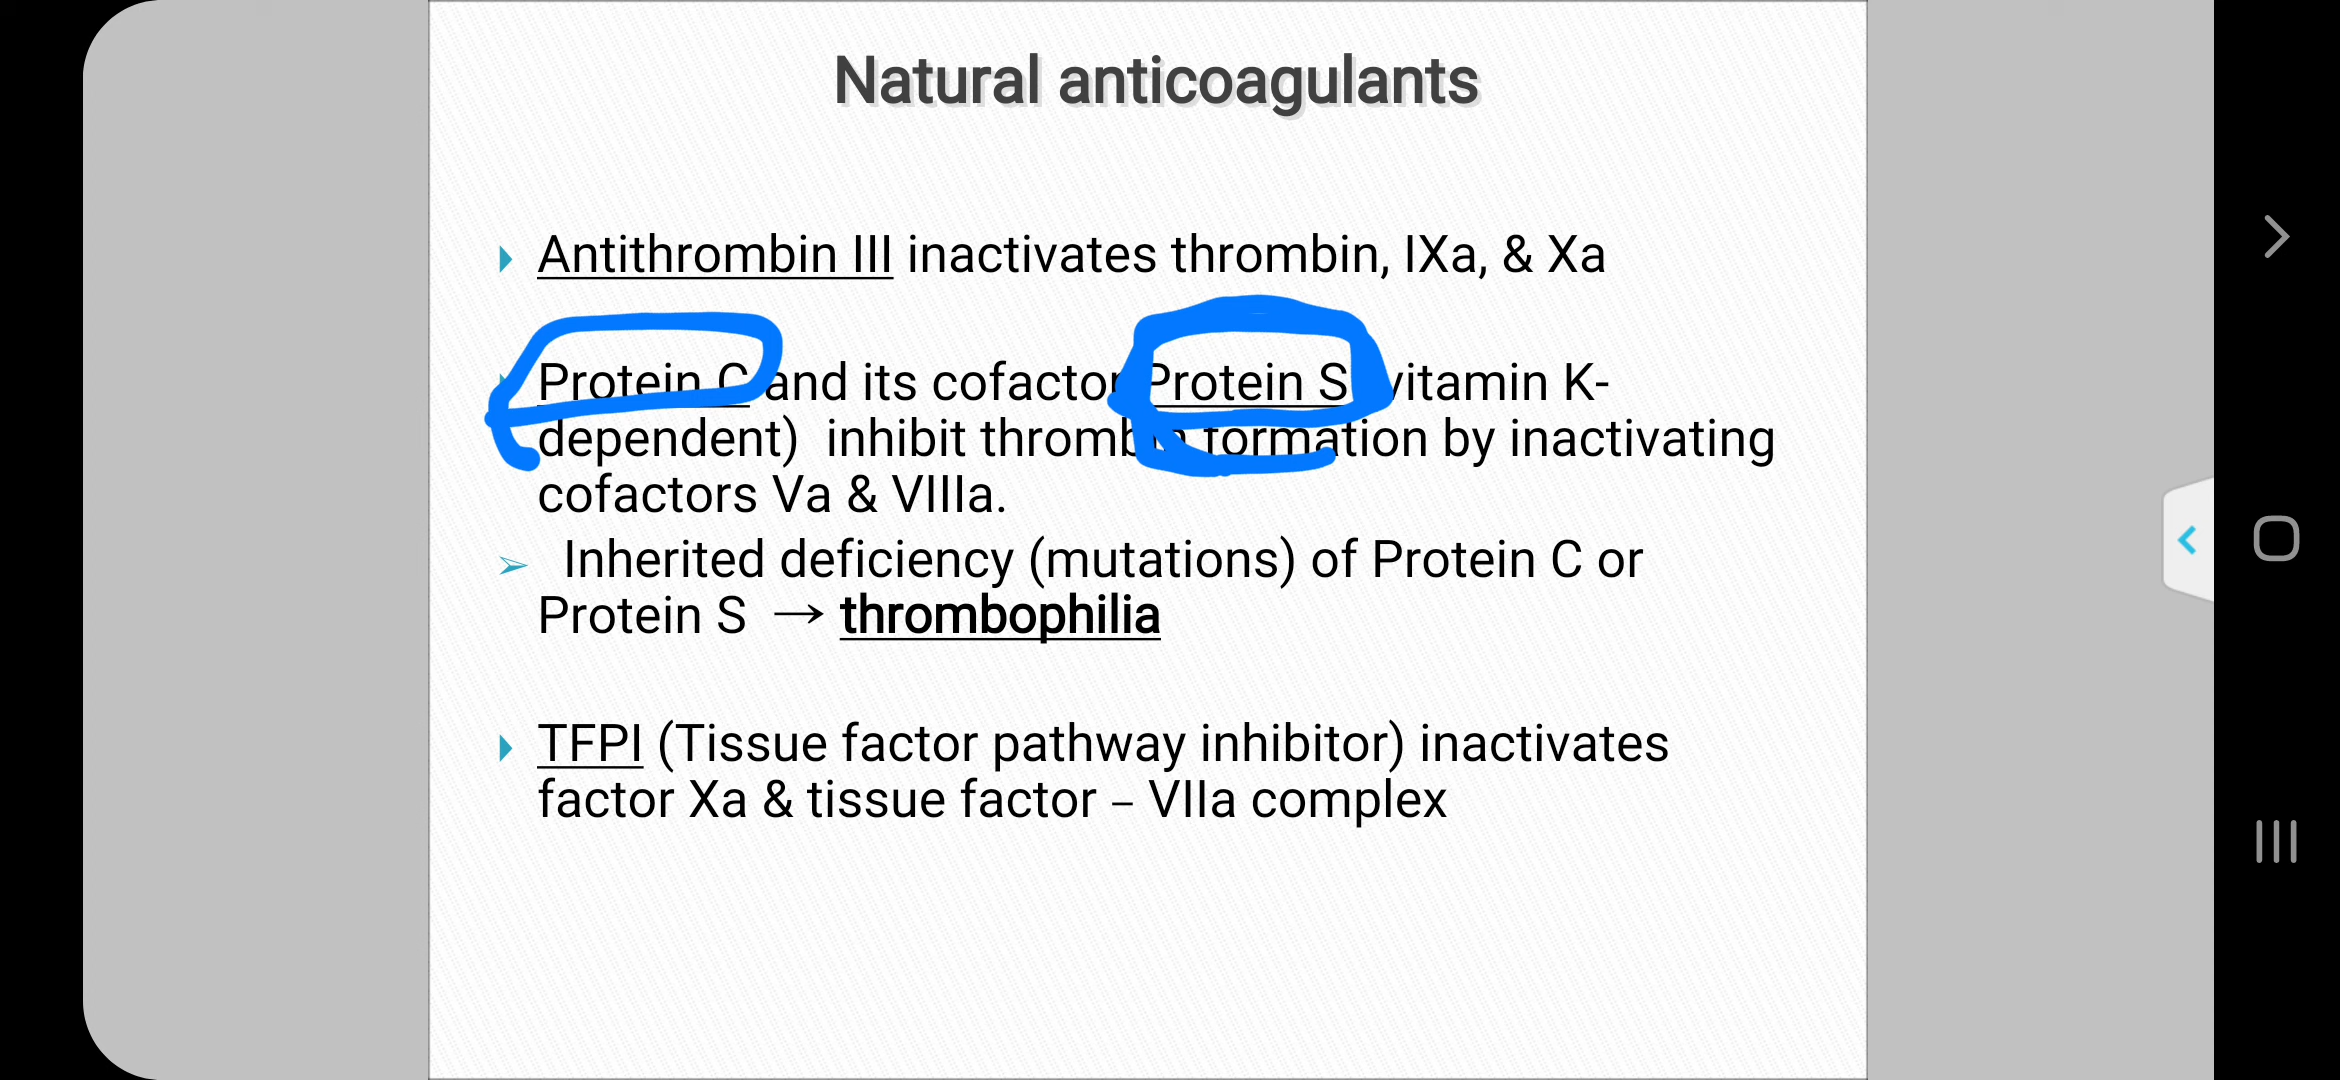 Natural anticoagulants
Antithrombin III inactivates thrombin, IXa, & Xa
Protein C and its cofactor Protein S vitamin K-
dependent)  inhibit thrombin formation by inactivating
cofactors Va & VIIIa.
Inherited deficiency (mutations) of Protein C or
Protein S → thrombophilia
TFPI (Tissue factor pathway inhibitor) inactivates
factor Xa & tissue factor – VIIa complex